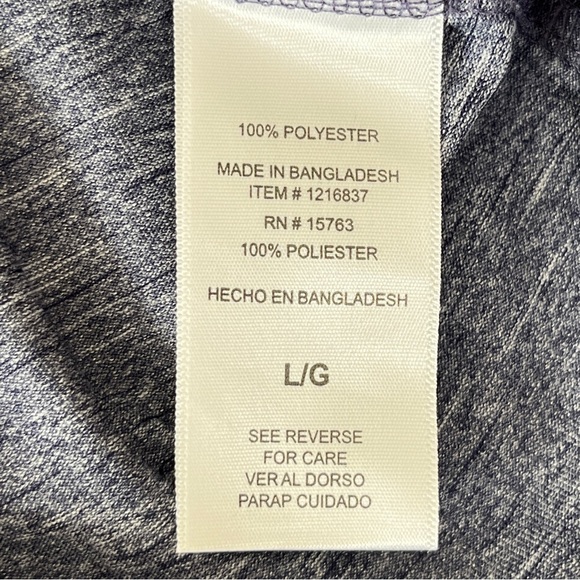 100% POLYESTER
MADE IN BANGLADESH
ITEM # 1216837
RN # 15763
100% POLIESTER
HECHO EN BANGLADESH
L/G
SEE REVERSE
FOR CARE
VER AL DORSO
PARAP CUIDADO